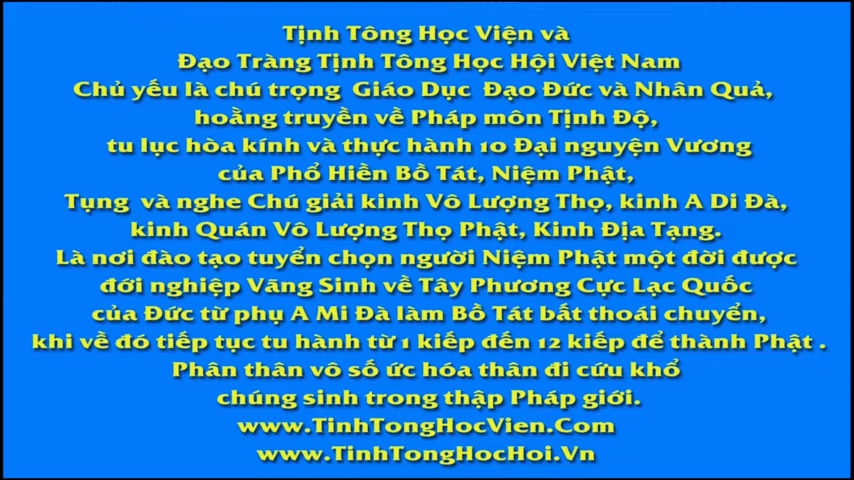 Tịnh Tông Học Viện và
Đạo Tràng Tịnh Tông Học Hội Việt Nam
Chủ yếu là chú trọng Giáo Dục Đạo Đức và Nhân Quả,
hoằng truyền về Pháp môn Tịnh Độ,
tu lục hòa kính và thực hành 10 Đại nguyện Vương
của Phổ Hiền Bồ Tát, Niệm Phật,
Tụng và nghe Chú giải kinh Vô Lượng Thọ, kinh A Di Đà,
kinh Quán Vô Lượng Thọ Phật, Kinh Địa Tạng.
Là nơi đào tạo tuyển chọn người Niệm Phật một đời được
đới nghiệp Vãng Sinh về Tây Phương Cực Lạc Quốc
của Đức từ phụ A Mi Đà làm Bồ Tát bất thoái chuyển,
khi về đó tiếp tục tu hành từ 1 kiếp đến 12 kiếp để thành Phật .
Phân thân vô số ức hóa thân đi cứu khổ
chúng sinh trong thập Pháp giới.
www.TinhTongHocVien.Com
www.TinhTongHocHoi.Vn